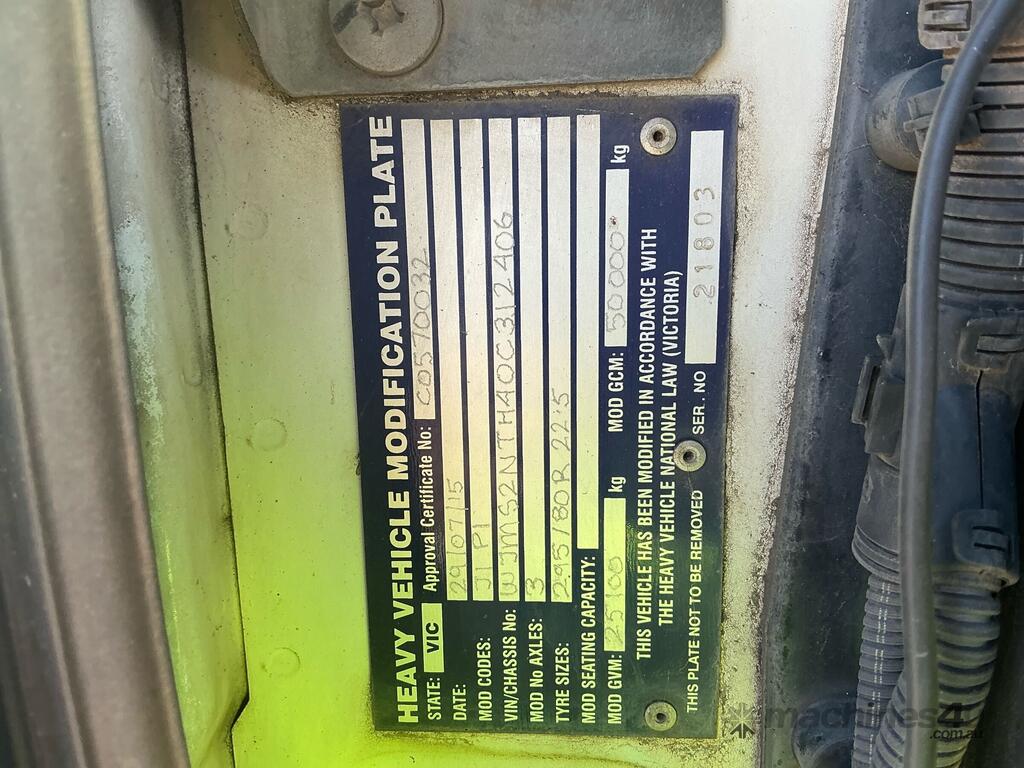 HEAVY VEHICLE MODIFICATION PLATE
STATE: VIC Approval Certificate No: C0570032
DATE: 29/07/15
MOD CODES: J1 P1
VIN/CHASSIS No: WJMS2NTH40C312406
MOD No AXLES: 3
TYRE SIZES: 295/80R 22.5
MOD SEATING CAPACITY:
MOD GVM: 25100 kg MOD GCM: 50000 kg
THIS VEHICLE HAS BEEN MODIFIED IN ACCORDANCE WITH
THE HEAVY VEHICLE NATIONAL LAW (VICTORIA)
THIS PLATE NOT TO BE REMOVED SER. NO 21803
machines4u
.com.au